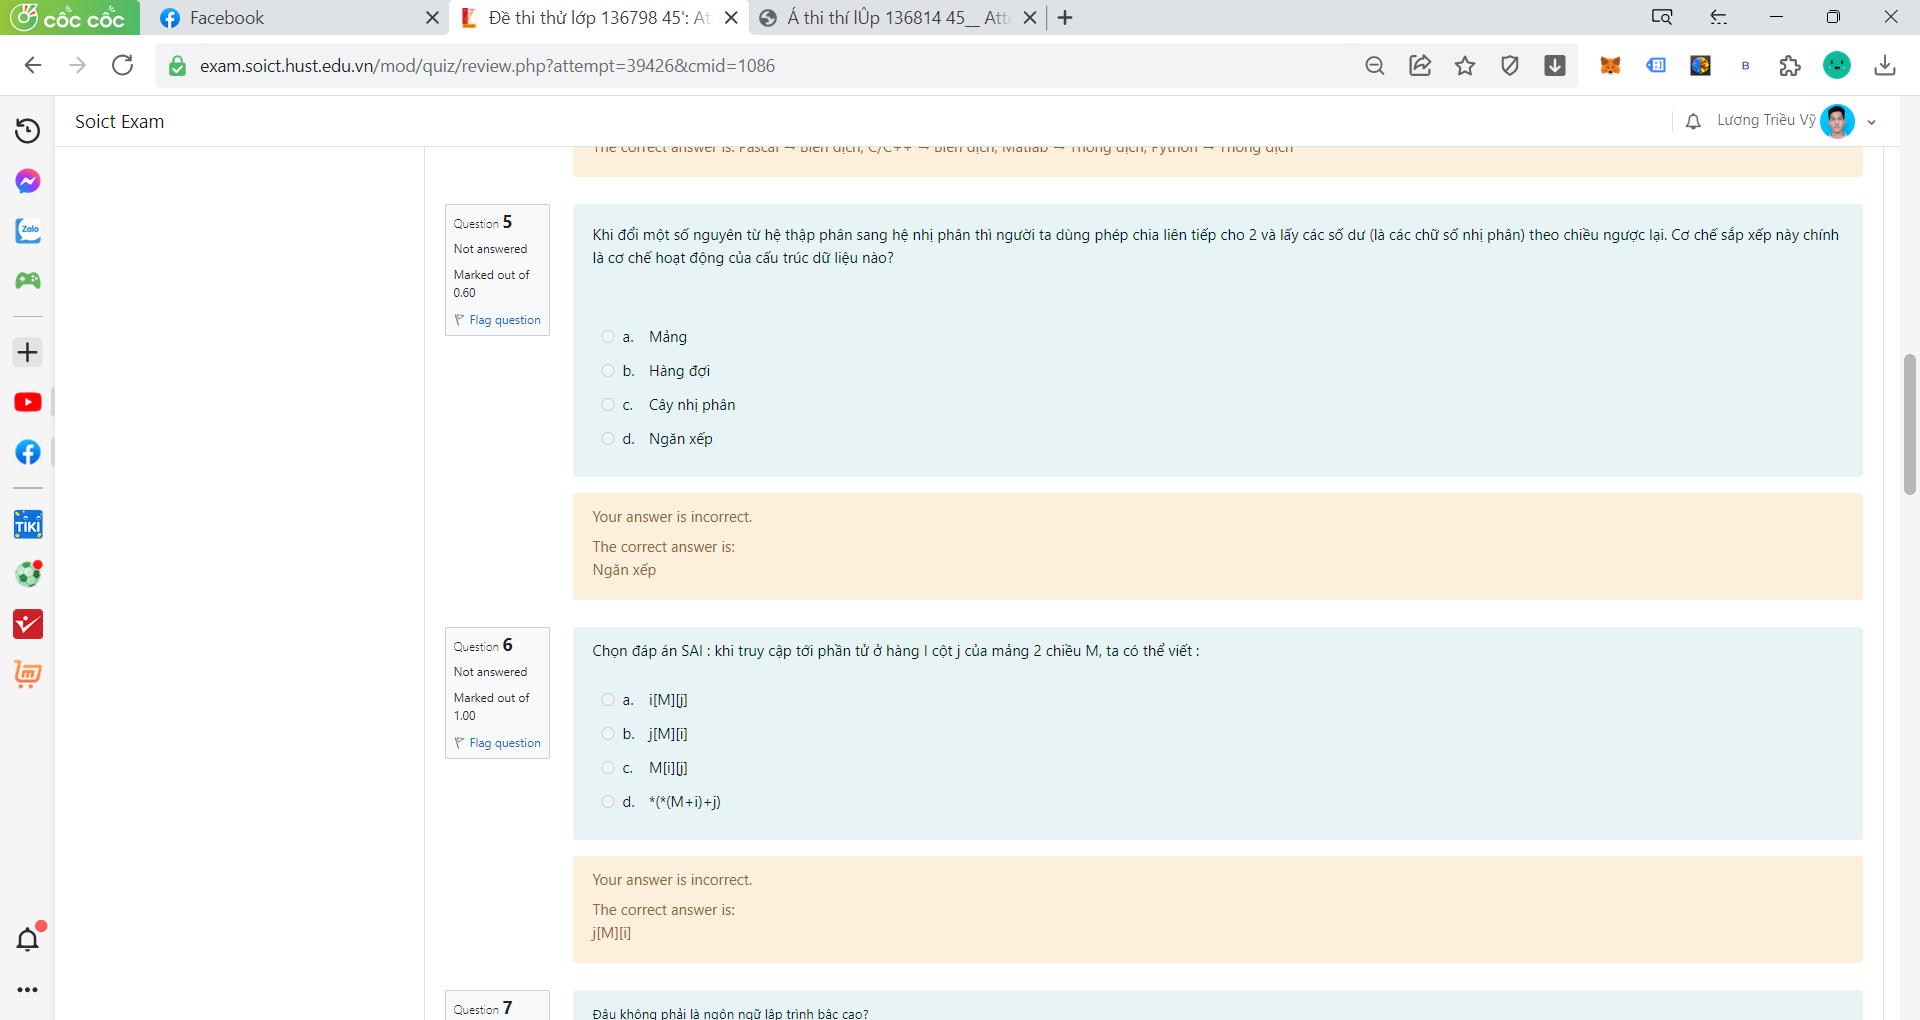 cốc cốc
Facebook
Đề thi thử lớp 136798 45': At
Á thi thí lÛp 136814 45__ Att
exam.soict.hust.edu.vn/mod/quiz/review.php?attempt=39426&cmid=1086
Soict Exam
Lương Triều Vỹ
Zalo
TIKI
The correct answer is: Pascal → Biên dịch, C/C++ → Biên dịch, Matlab → Thông dịch, Python → Thông dịch
Question 5
Not answered
Marked out of
0.60
Flag question
Khi đổi một số nguyên từ hệ thập phân sang hệ nhị phân thì người ta dùng phép chia liên tiếp cho 2 và lấy các số dư (là các chữ số nhị phân) theo chiều ngược lại. Cơ chế sắp xếp này chính
là cơ chế hoạt động của cấu trúc dữ liệu nào?
a. Mảng
b. Hàng đợi
c. Cây nhị phân
d. Ngăn xếp
Your answer is incorrect.
The correct answer is:
Ngăn xếp
Question 6
Not answered
Marked out of
1.00
Flag question
Chọn đáp án SAI : khi truy cập tới phần tử ở hàng I cột j của mảng 2 chiều M, ta có thể viết :
a. i[M][j]
b. j[M][i]
c. M[i][j]
d. *(*(M+i)+j)
Your answer is incorrect.
The correct answer is:
j[M][i]
Question 7
Đâu không phải là ngôn ngữ lập trình bậc cao?